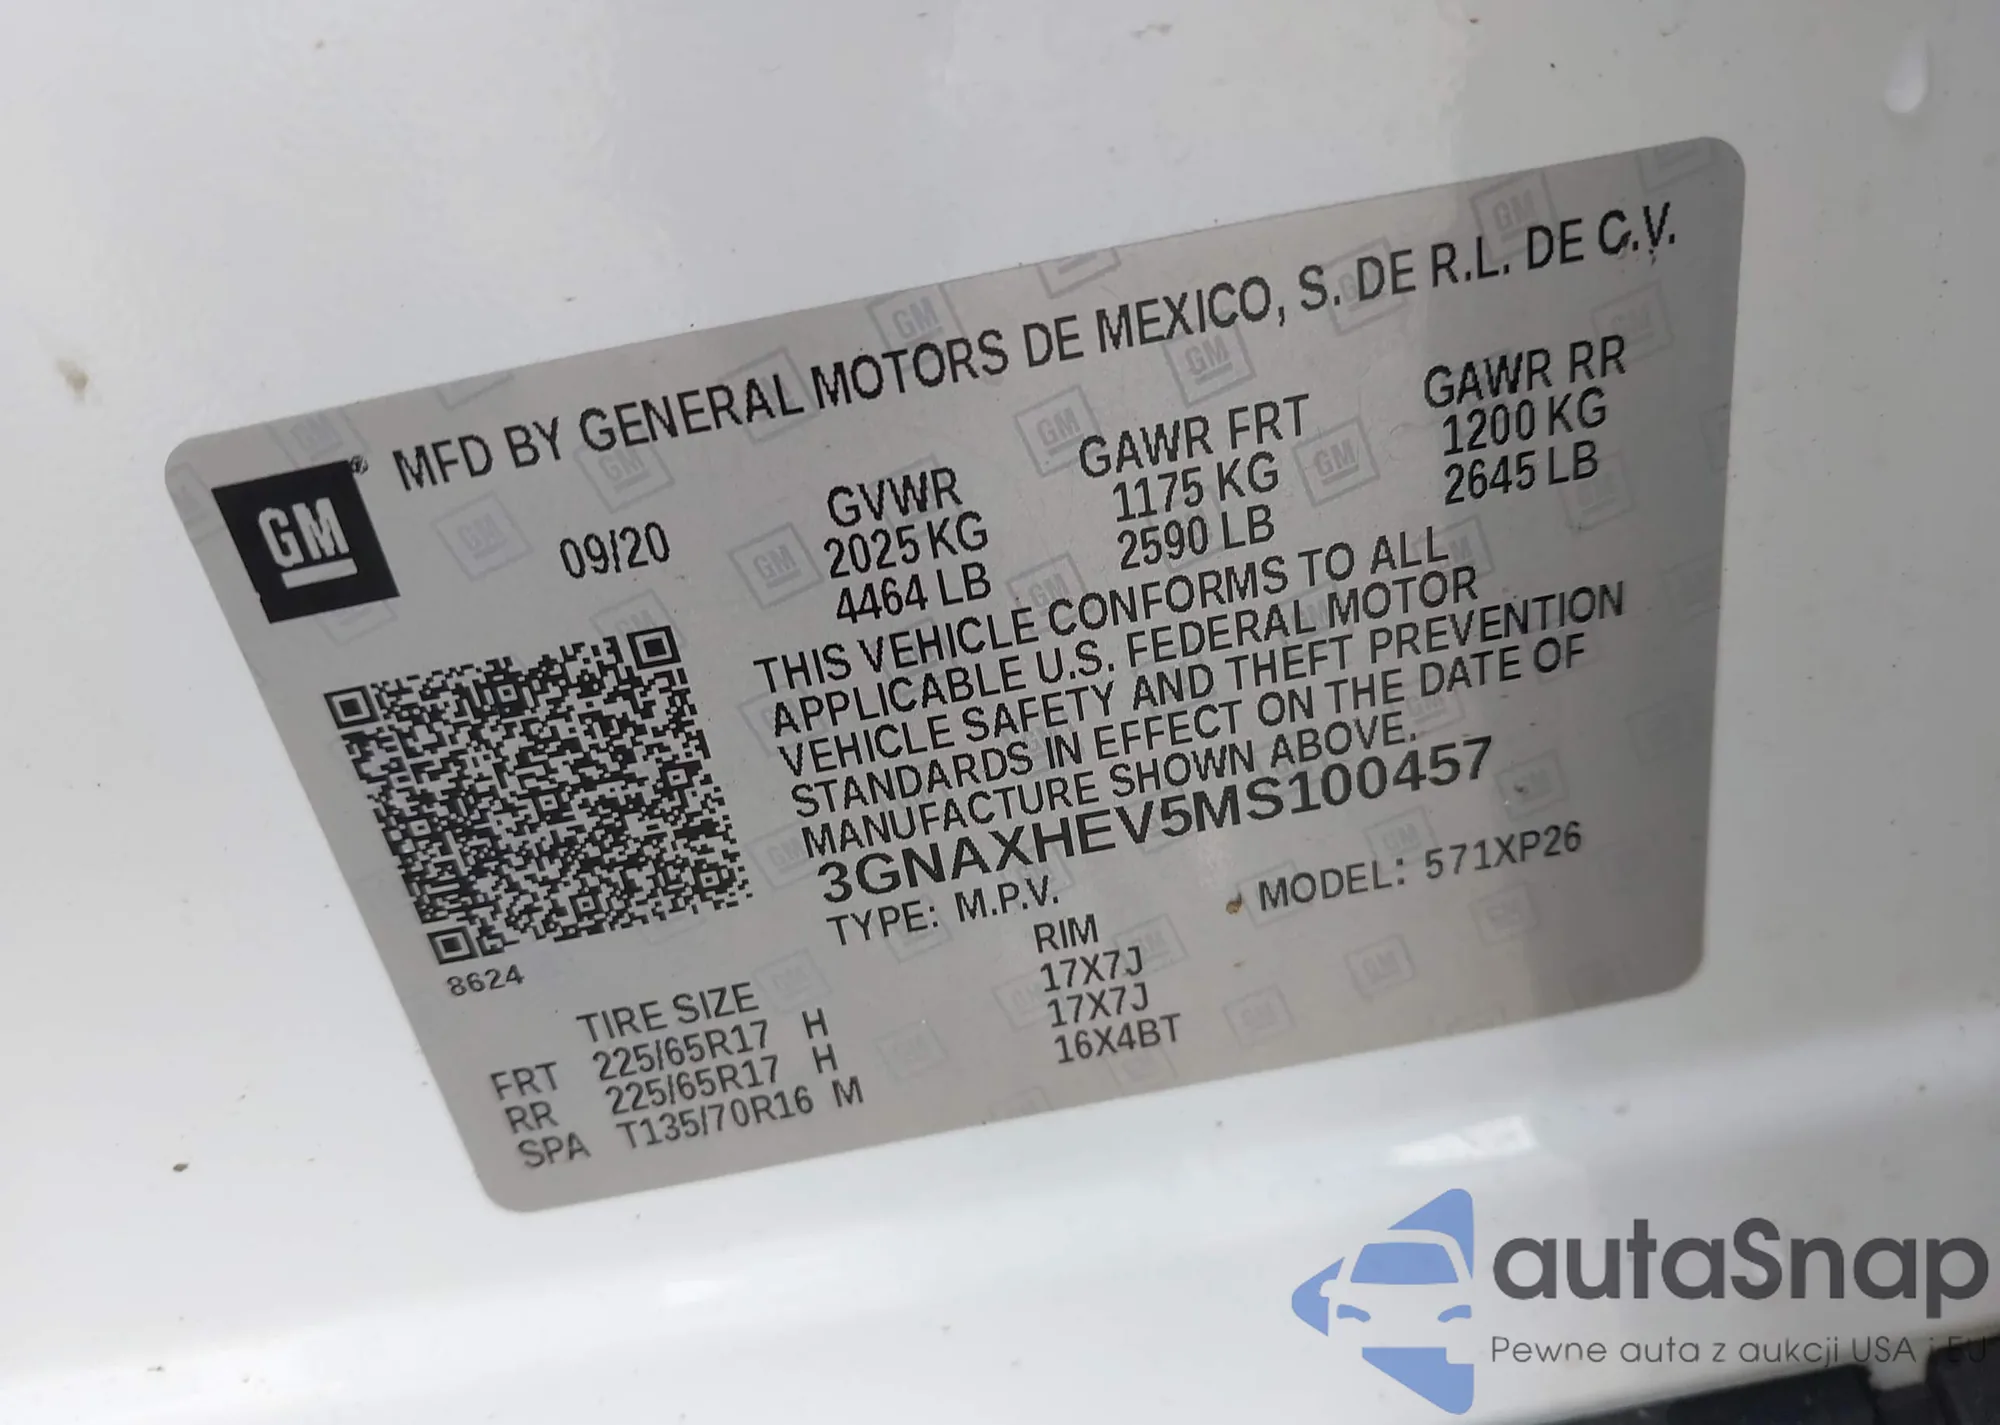 MFD BY GENERAL MOTORS DE MEXICO, S. DE R.L. DE C.V.
GM®
09/20
GVWR
2025 KG
4464 LB
GAWR FRT
1175 KG
2590 LB
GAWR RR
1200 KG
2645 LB
THIS VEHICLE CONFORMS TO ALL
APPLICABLE U.S. FEDERAL MOTOR
VEHICLE SAFETY AND THEFT PREVENTION
STANDARDS IN EFFECT ON THE DATE OF
MANUFACTURE SHOWN ABOVE.
3GNAXHEV5MS100457
TYPE: M.P.V.
MODEL: 571XP26
8624
TIRE SIZE RIM
FRT 225/65R17 H 17X7J
RR 225/65R17 H 17X7J
SPA T135/70R16 M 16X4BT
autaSnap
Pewne auta z aukcji USA i EU